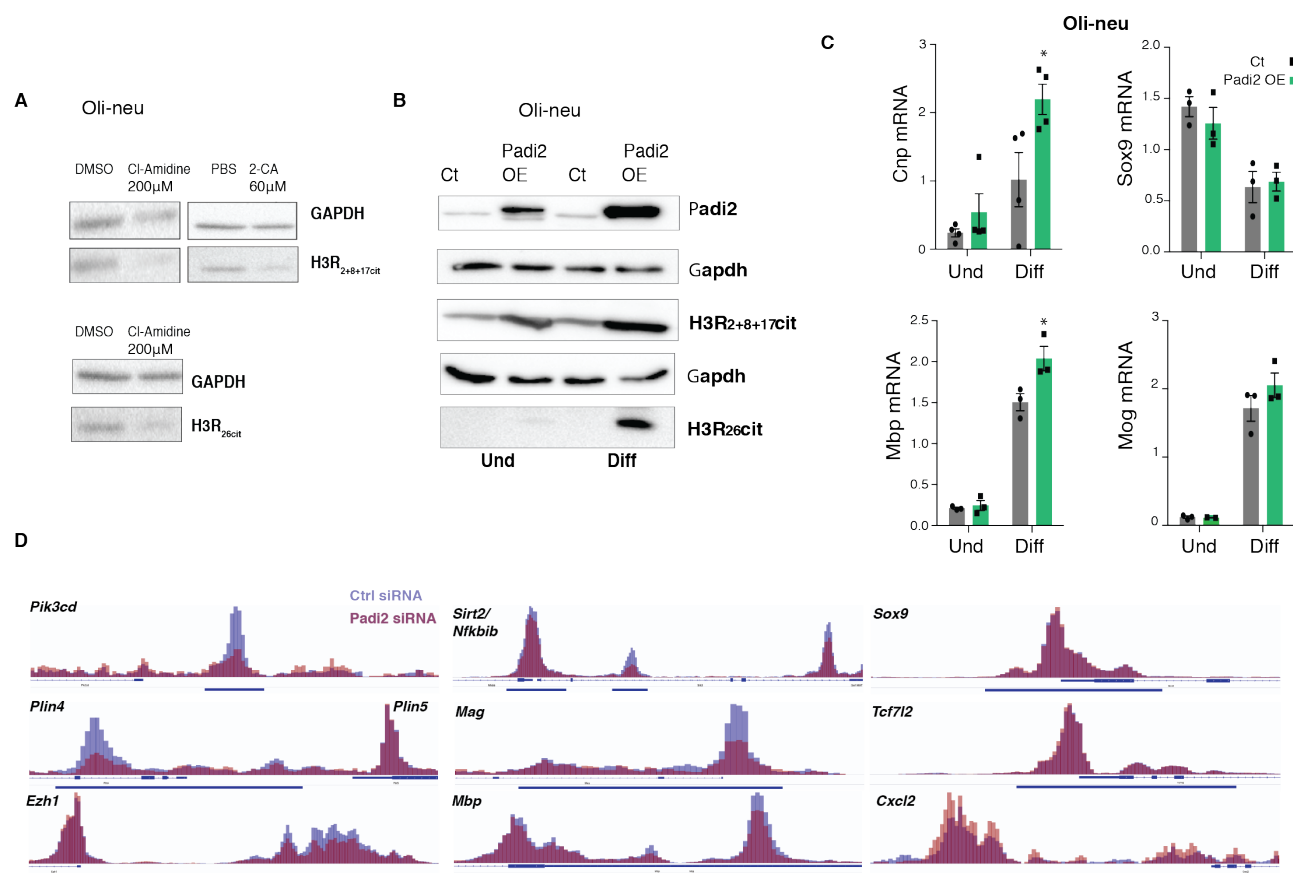 A
Oli-neu
DMSO
Cl-Amidine
200µM
PBS
2-CA
60µM
GAPDH
H3R2+8+17cit
DMSO
Cl-Amidine
200µM
GAPDH
H3R26cit
B
Oli-neu
Ct
Padi2
OE
Ct
Padi2
OE
Padi2
Gapdh
H3R2+8+17cit
Gapdh
H3R26cit
Und
Diff
C
Oli-neu
Cnp mRNA
3
2
1
0
*
Und
Diff
Sox9 mRNA
2.0
1.5
1.0
0.5
0.0
Ct
Padi2 OE
Und
Diff
Mbp mRNA
2.5
2.0
1.5
1.0
0.5
0.0
*
Und
Diff
Mog mRNA
3
2
1
0
Und
Diff
D
Pik3cd
Ctrl siRNA
Padi2 siRNA
Sirt2/
Nfkbib
Sox9
Plin4
Plin5
Mag
Tcf7l2
Ezh1
Mbp
Cxcl2